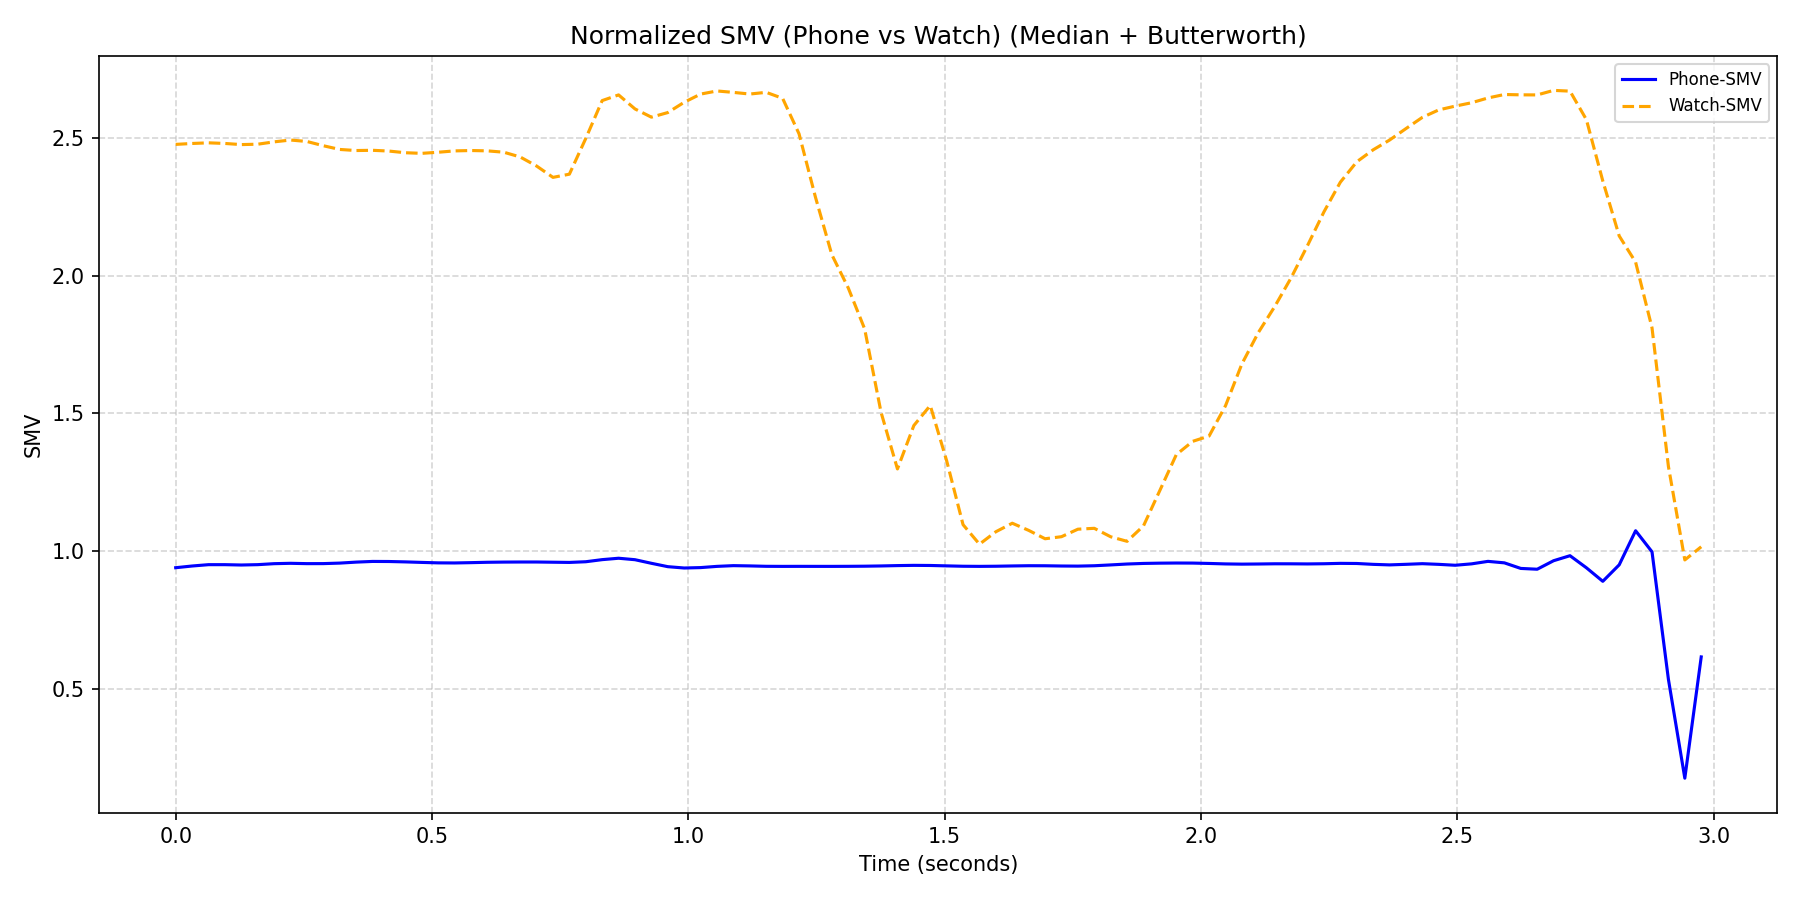 Normalized SMV (Phone vs Watch) (Median + Butterworth)
Phone-SMV
Watch-SMV
2.5
2.0
1.5
1.0
0.5
SMV
0.0 0.5 1.0 1.5 2.0 2.5 3.0
Time (seconds)